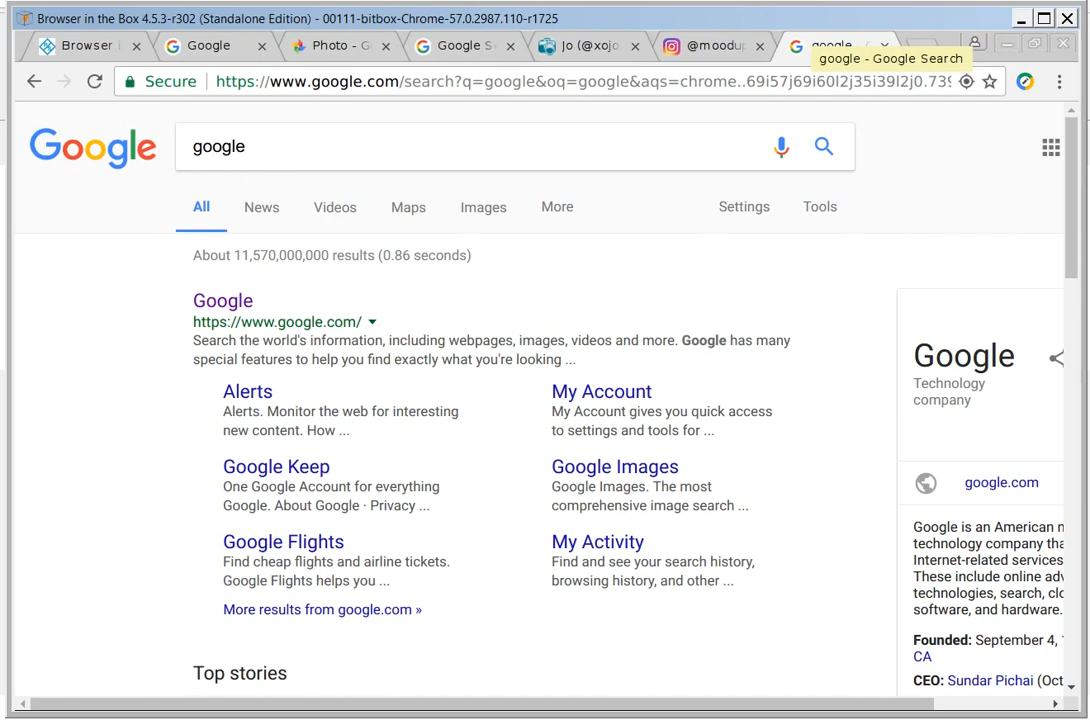 Browser in the Box 4.5.3-r302 (Standalone Edition) - 00111-bitbox-Chrome-57.0.2987.110-r1725
Browser
Google
Photo - G
Google S
Jo (@xojo
@moodup
google
google - Google Search
Secure
https://www.google.com/search?q=google&oq=google&aqs=chrome..69i57j69i60l2j35i39l2j0.739
Google
google
All
News
Videos
Maps
Images
More
Settings
Tools
About 11,570,000,000 results (0.86 seconds)
Google
https://www.google.com/
Search the world's information, including webpages, images, videos and more. Google has many
special features to help you find exactly what you're looking ...
Alerts
Alerts. Monitor the web for interesting
new content. How ...
My Account
My Account gives you quick access
to settings and tools for ...
Google Keep
One Google Account for everything
Google. About Google · Privacy ...
Google Images
Google Images. The most
comprehensive image search ...
Google Flights
Find cheap flights and airline tickets.
Google Flights helps you ...
My Activity
Find and see your search history,
browsing history, and other ...
More results from google.com »
Top stories
Google
Technology
company
google.com
Google is an American m
technology company tha
Internet-related services
These include online adv
technologies, search, clo
software, and hardware.
Founded: September 4,
CA
CEO: Sundar Pichai (Oct